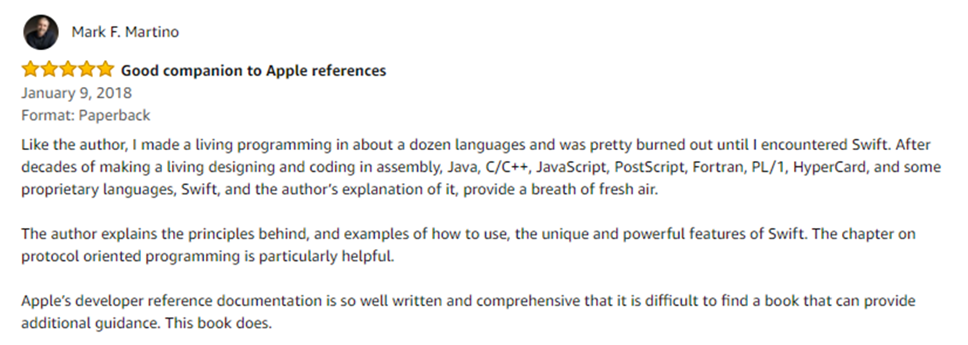 Mark F. Martino
Good companion to Apple references
January 9, 2018
Format: Paperback
Like the author, I made a living programming in about a dozen languages and was pretty burned out until I encountered Swift. After
decades of making a living designing and coding in assembly, Java, C/C++, JavaScript, PostScript, Fortran, PL/1, HyperCard, and some
proprietary languages, Swift, and the author’s explanation of it, provide a breath of fresh air.
The author explains the principles behind, and examples of how to use, the unique and powerful features of Swift. The chapter on
protocol oriented programming is particularly helpful.
Apple’s developer reference documentation is so well written and comprehensive that it is difficult to find a book that can provide
additional guidance. This book does.